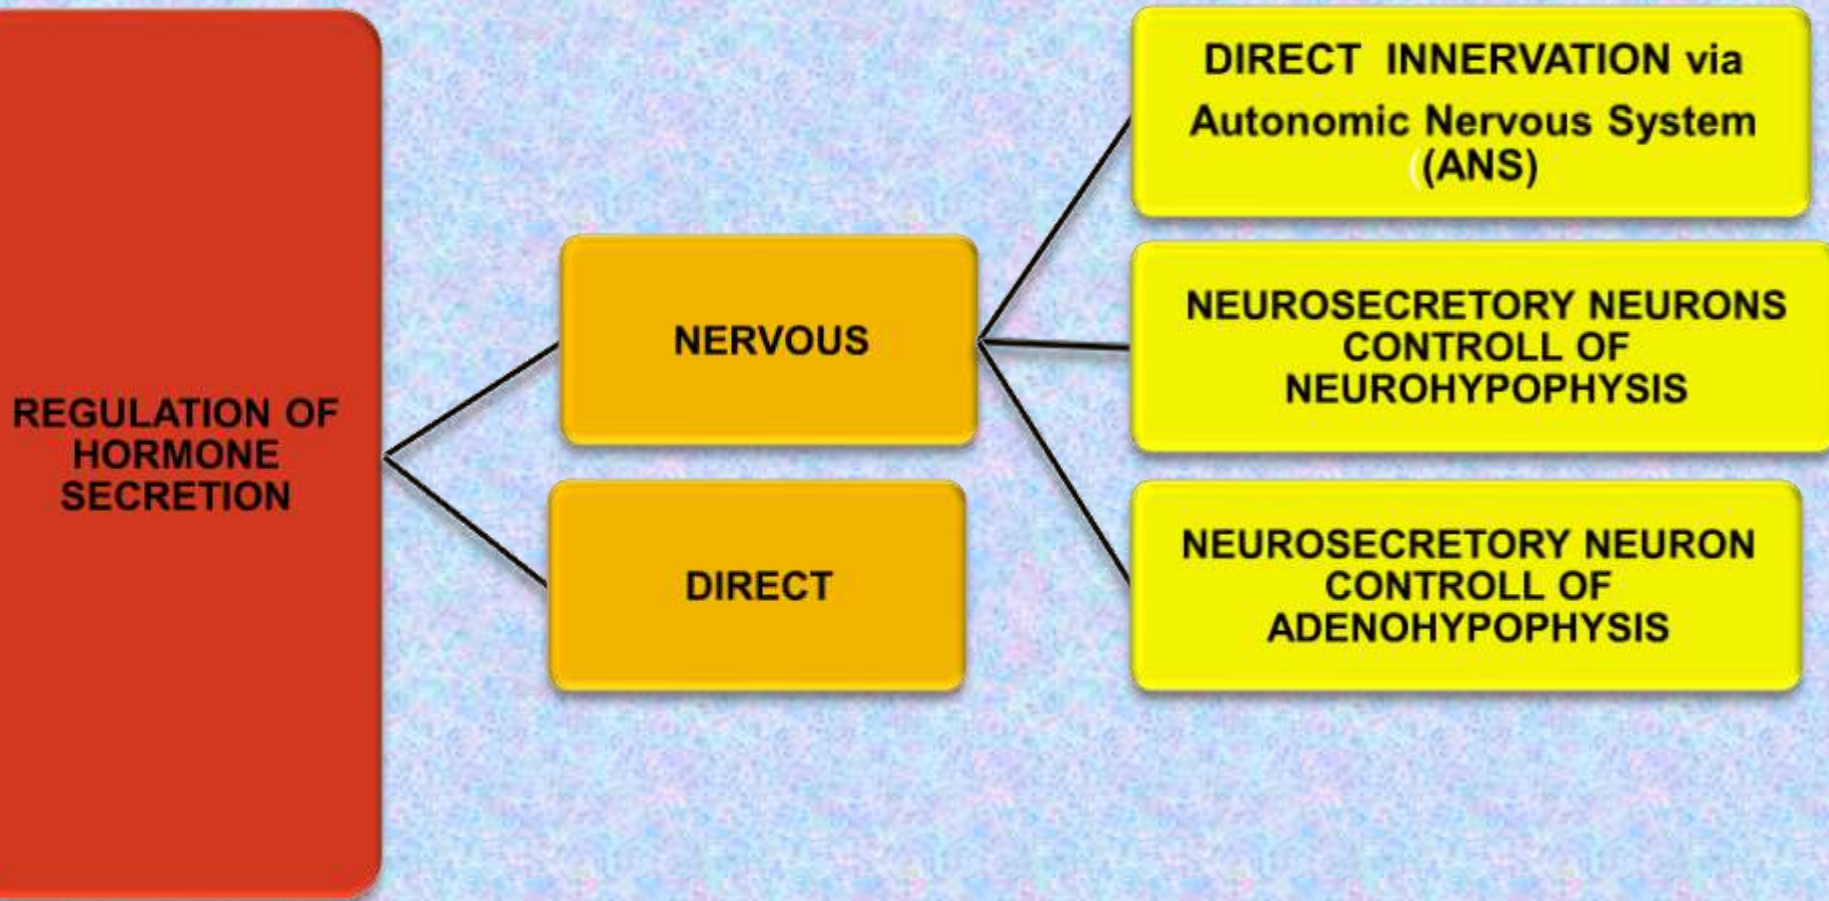 REGULATION OF
HORMONE
SECRETION
NERVOUS
DIRECT
DIRECT INNERVATION via
Autonomic Nervous System
((ANS)
NEUROSECRETORY NEURONS
CONTROLL OF
NEUROHYPOPHYSIS
NEUROSECRETORY NEURON
CONTROLL OF
ADENOHYPOPHYSIS